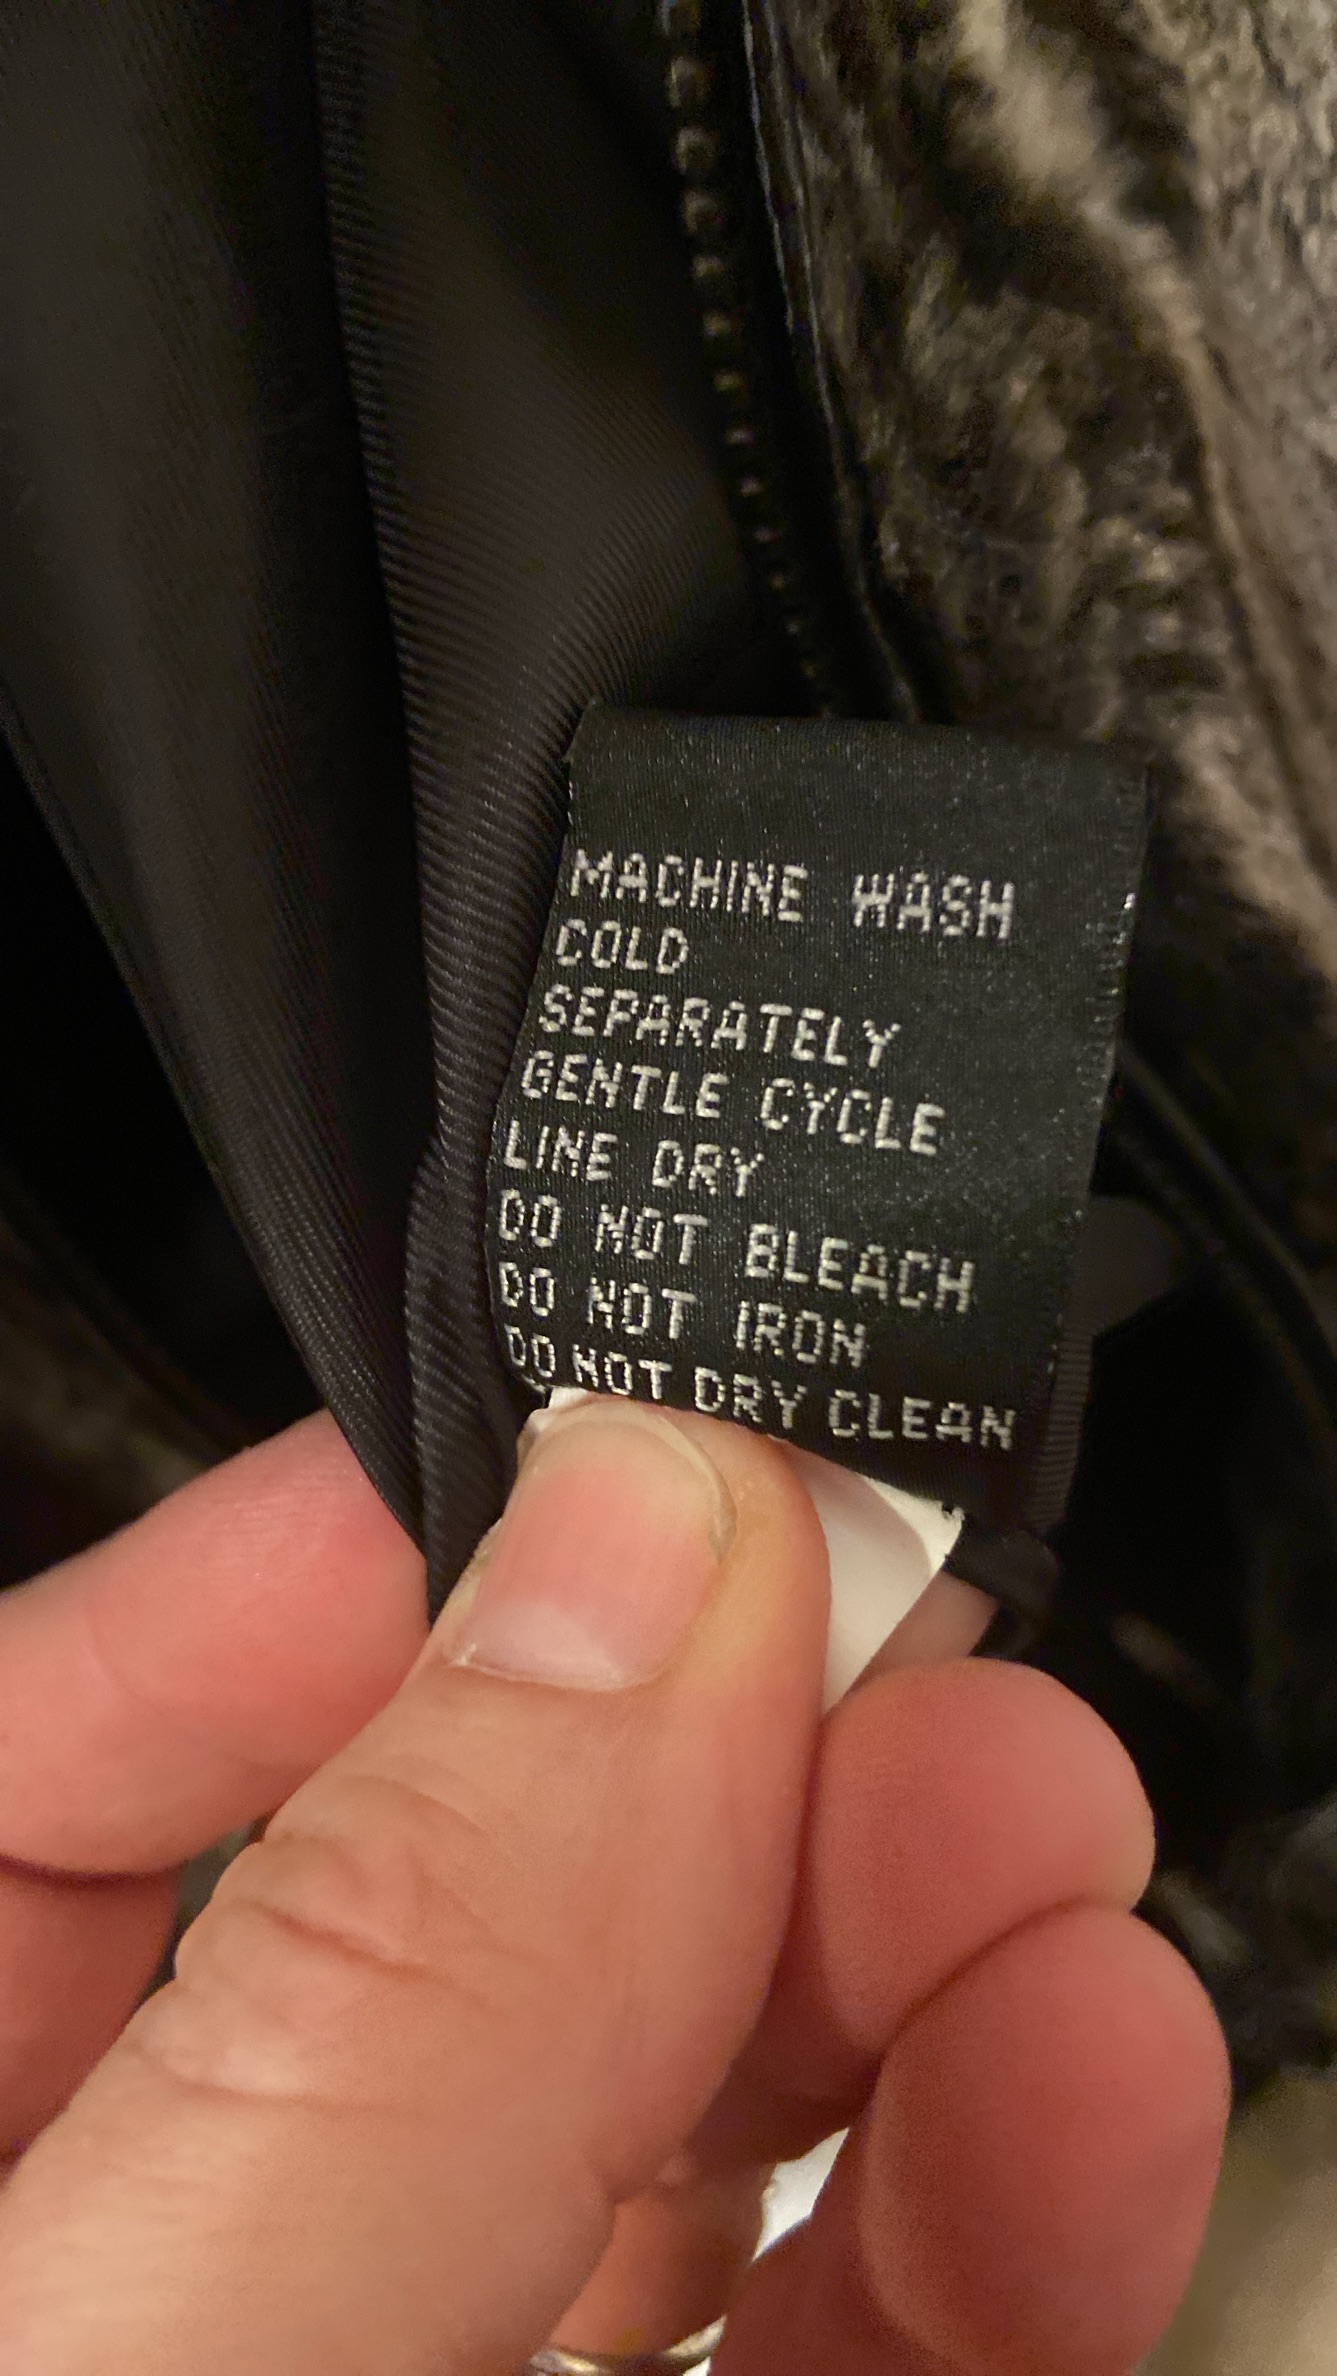 MACHINE WASH
COLD
SEPARATELY
GENTLE CYCLE
LINE DRY
DO NOT BLEACH
DO NOT IRON
DO NOT DRY CLEAN